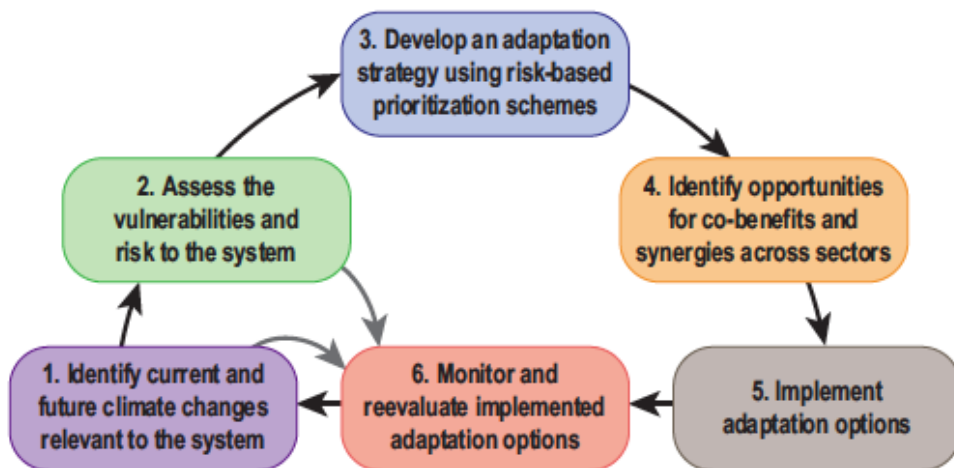 3. Develop an adaptation
strategy using risk-based
prioritization schemes
2. Assess the
vulnerabilities and
risk to the system
4. Identify opportunities
for co-benefits and
synergies across sectors
1. Identify current and
future climate changes
relevant to the system
6. Monitor and
reevaluate implemented
adaptation options
5. Implement
adaptation options